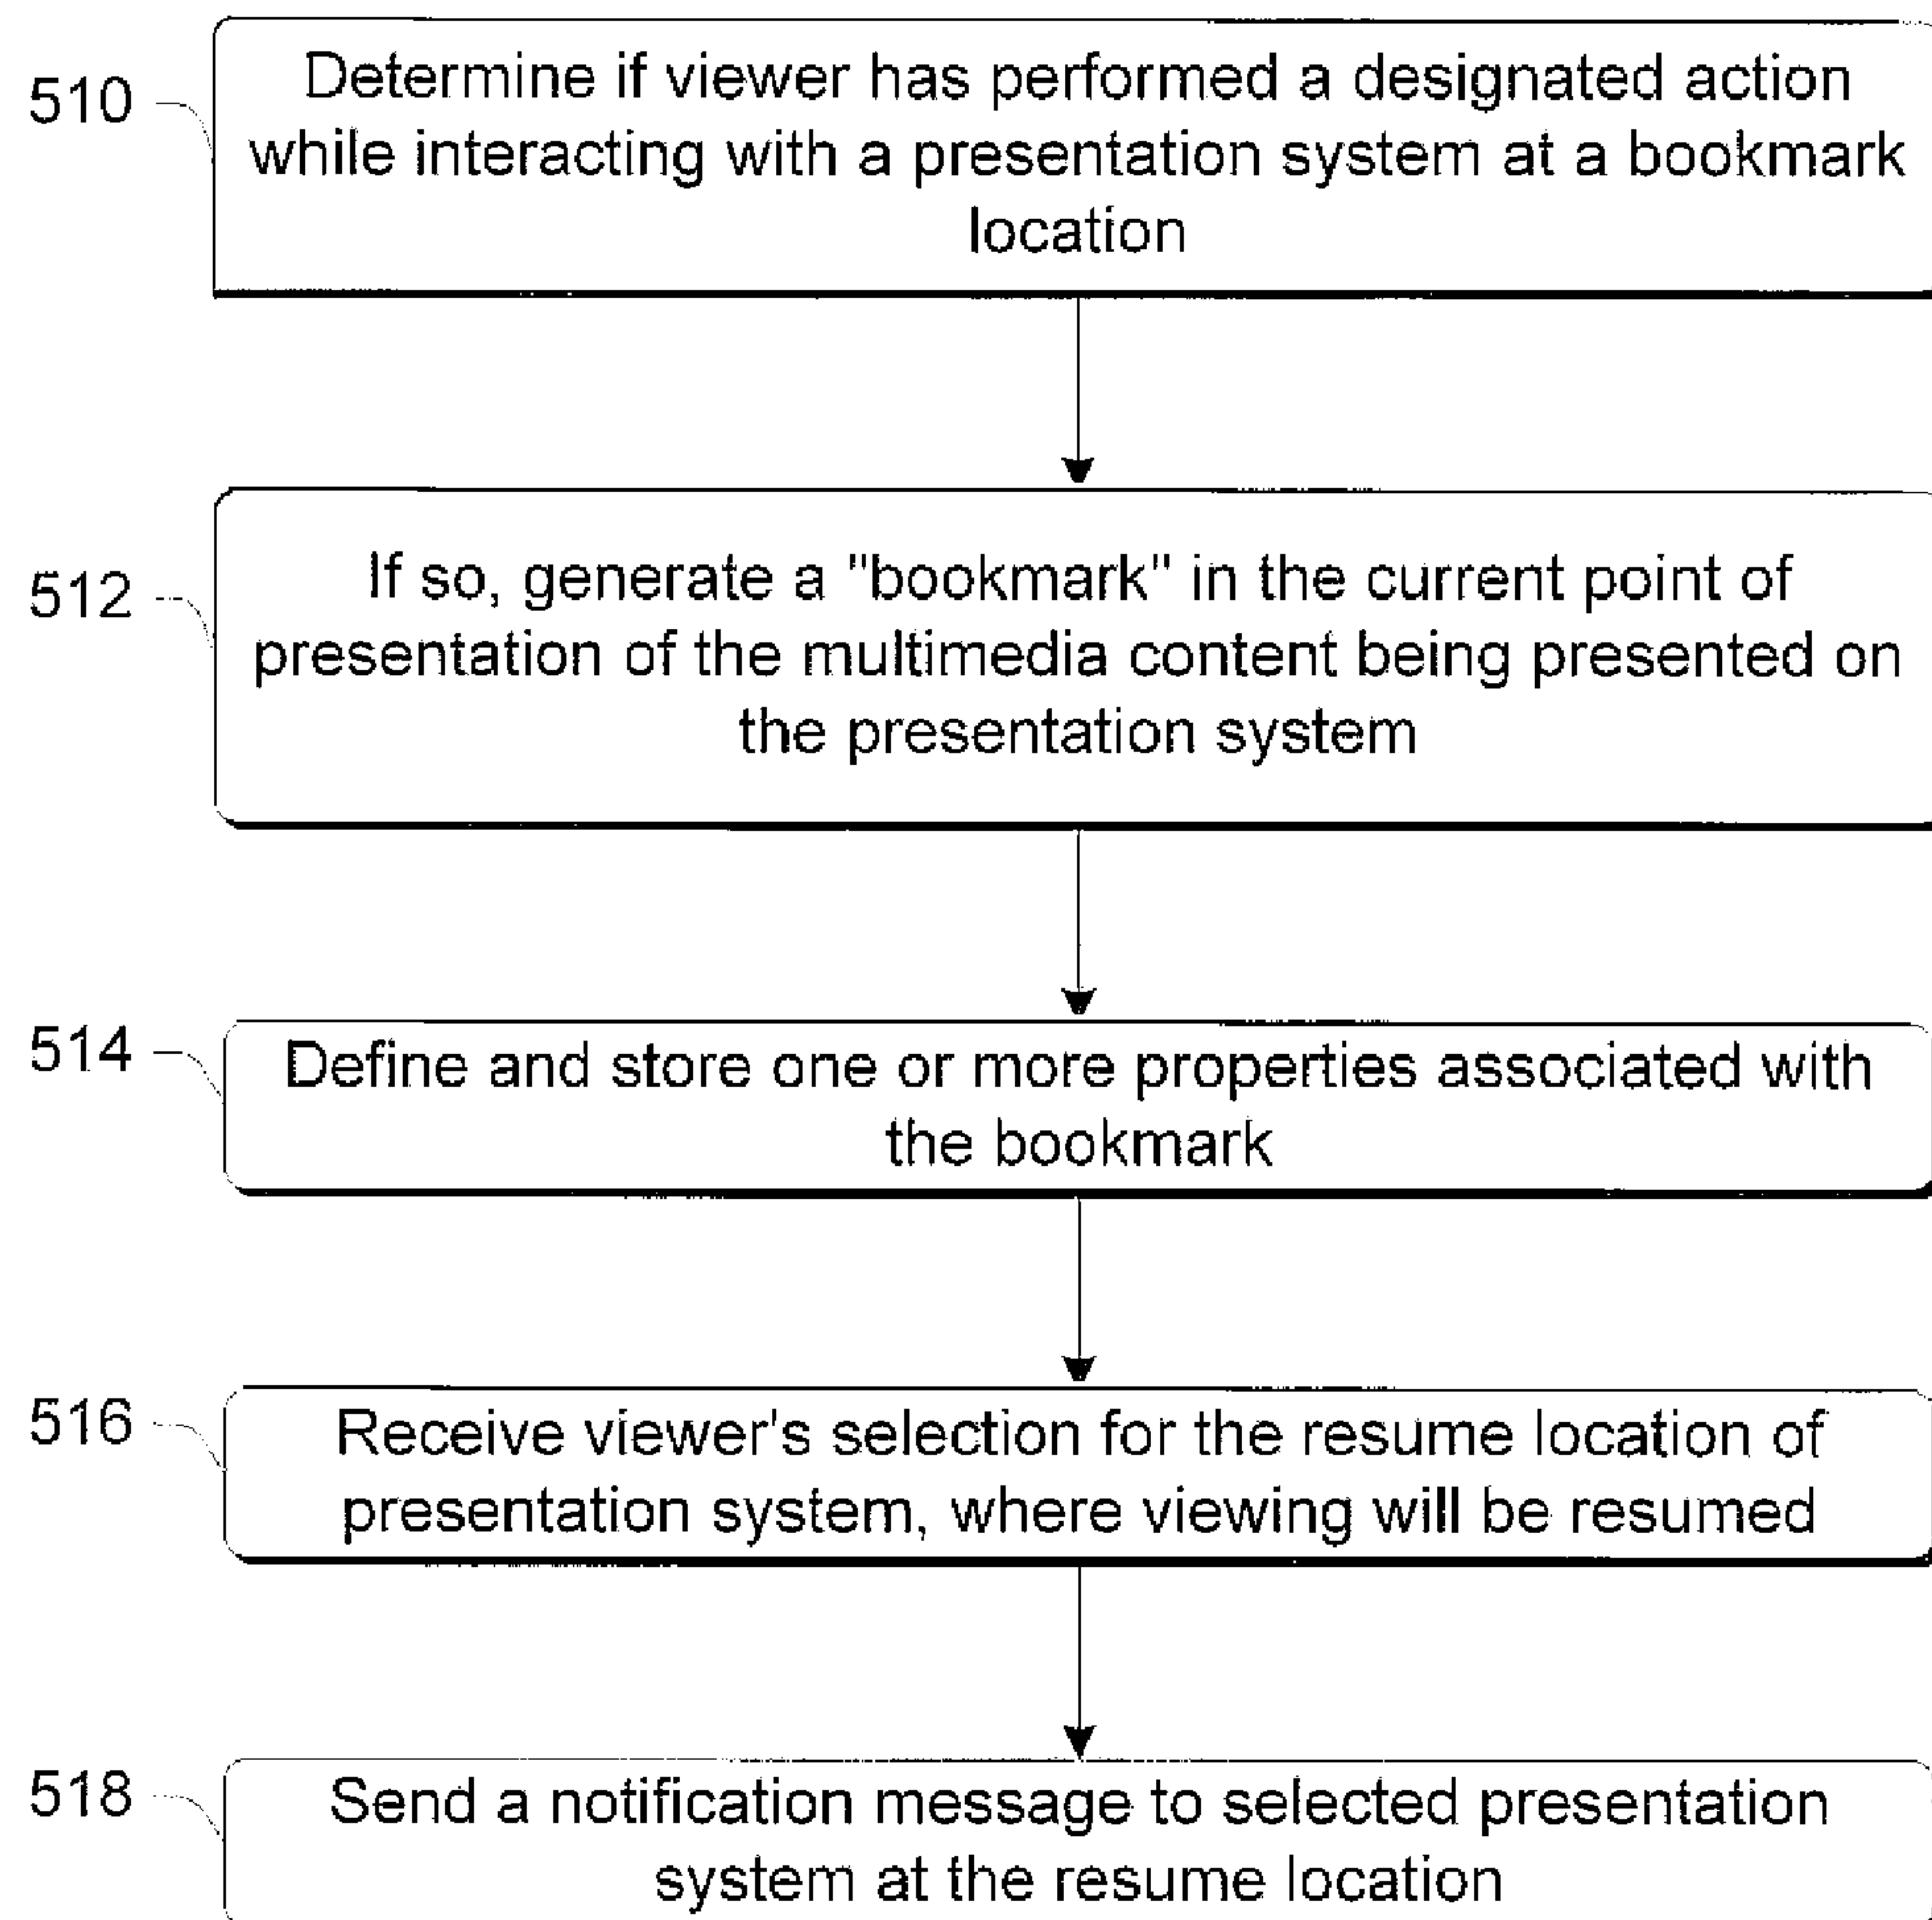 510
Determine if viewer has performed a designated action
while interacting with a presentation system at a bookmark
location
512
If so, generate a "bookmark" in the current point of
presentation of the multimedia content being presented on
the presentation system
514
Define and store one or more properties associated with
the bookmark
516
Receive viewer's selection for the resume location of
presentation system, where viewing will be resumed
518
Send a notification message to selected presentation
system at the resume location